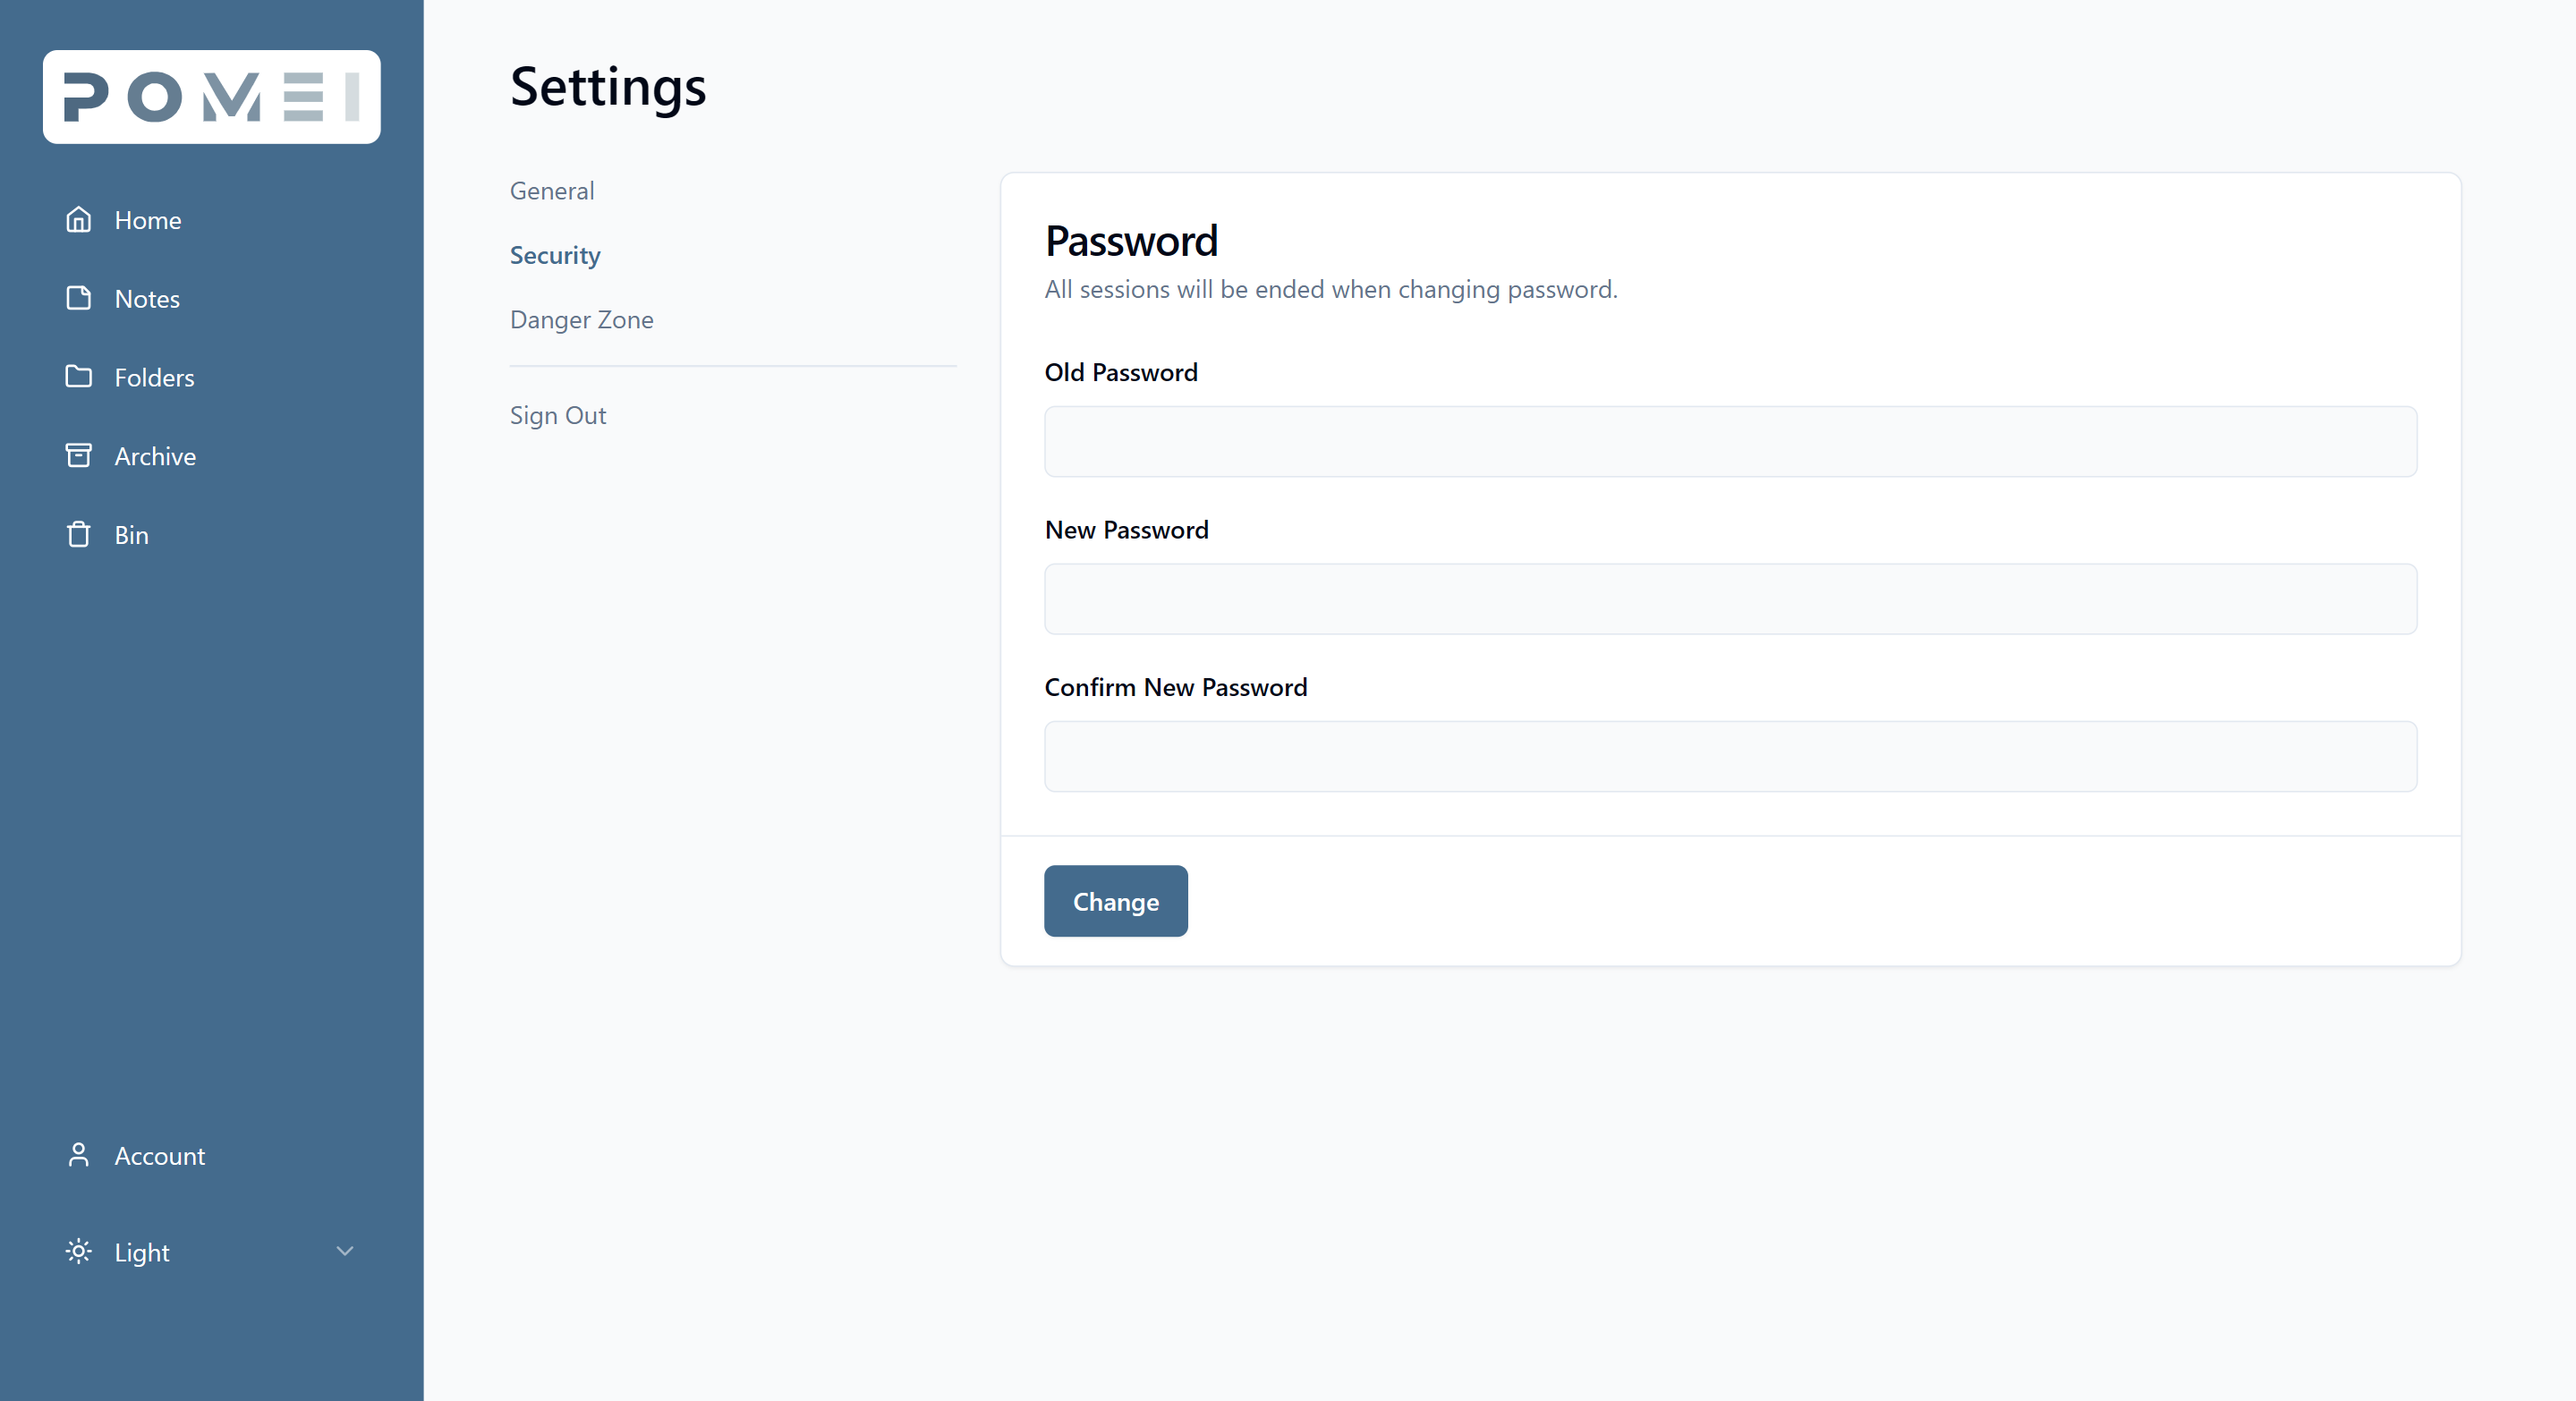 POMEI
Home
Notes
Folders
Archive
Bin
Account
Light
Settings
General
Security
Danger Zone
Sign Out
Password
All sessions will be ended when changing password.
Old Password
New Password
Confirm New Password
Change